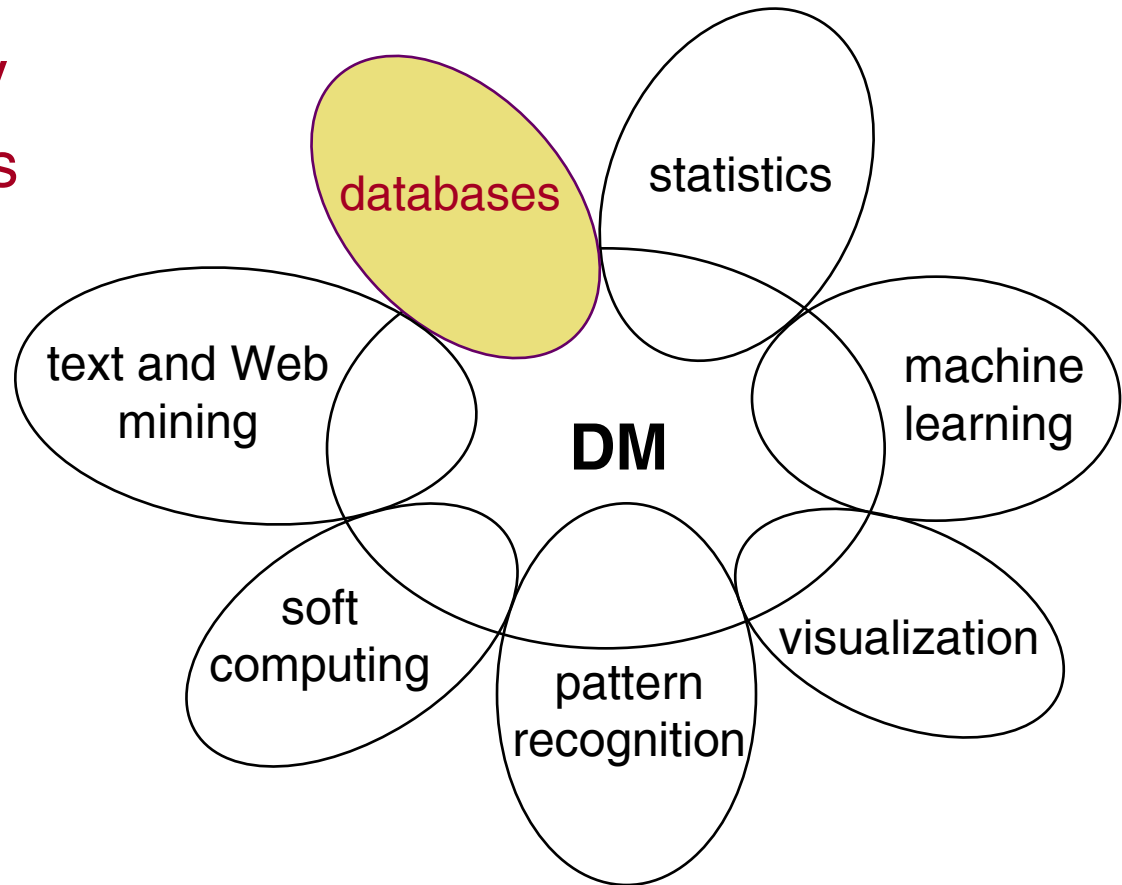 databases
statistics
text and Web
mining
machine
learning
DM
soft
computing
pattern
recognition
visualization